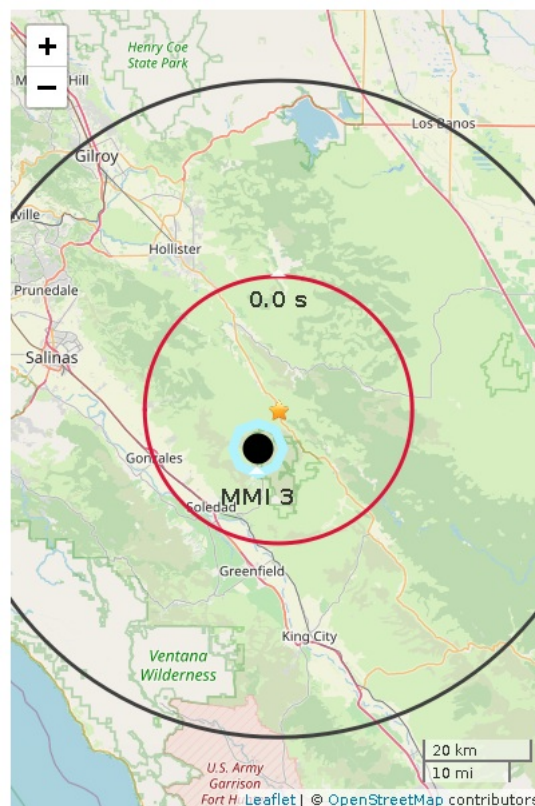 +
Henry Coe
State Park
−
Hill
Los Banos
Gilroy
ville
Hollister
Prunedale
0.0 s
Salinas
Gonzales
MMI 3
Soledad
Greenfield
King City
Ventana
Wilderness
20 km
10 mi
U.S. Army
Garrison
Fort Hu
Leaflet | © OpenStreetMap contributors